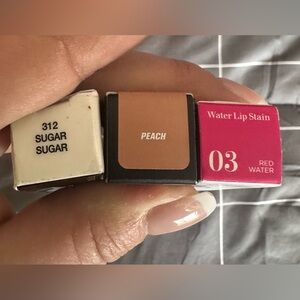 312
SUGAR
SUGAR
PEACH
Water Lip Stain
03
RED
WATER